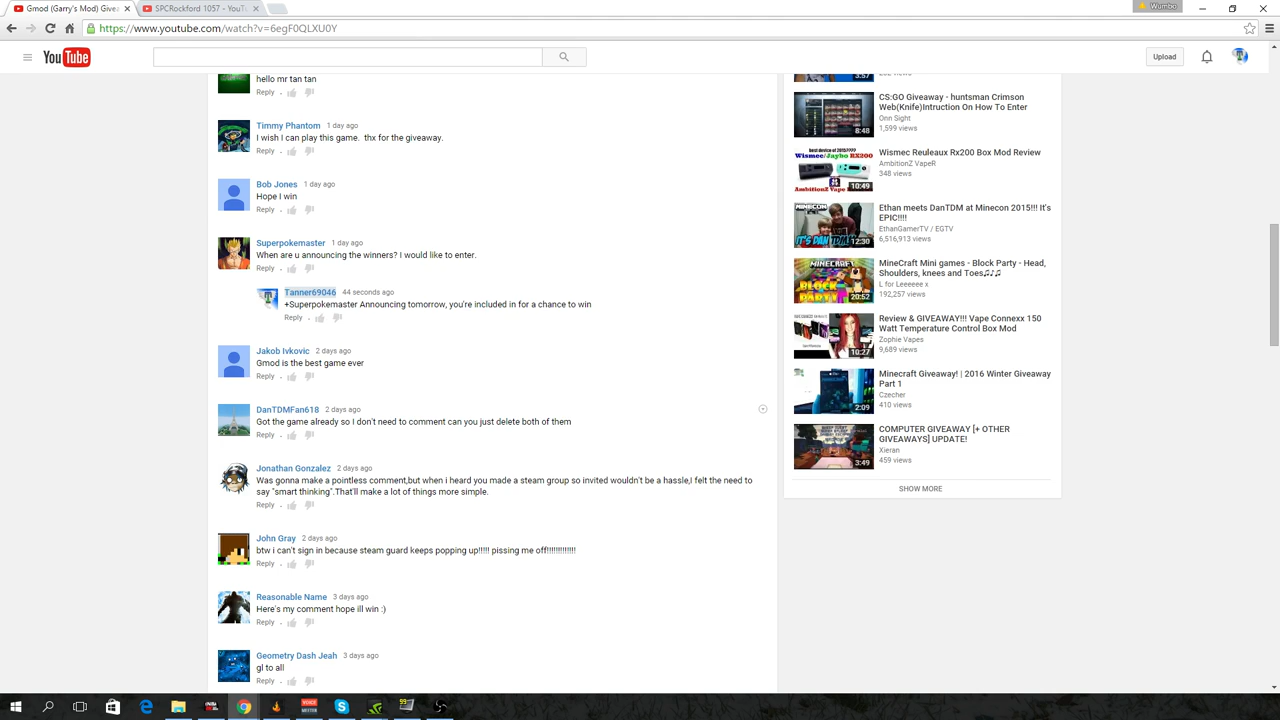 Gmod (Garry's Mod) Give
SPCRockford 1057 - YouT
Wumbo
https://www.youtube.com/watch?v=6egF0QLXU0Y
YouTube
Upload
hello mr tan tan
Reply
Timmy Phantom 1 day ago
I wish I can play this game. thx for the giveaway.
Reply
Bob Jones 1 day ago
Hope I win
Reply
Superpokemaster 1 day ago
When are u announcing the winners? I would like to enter.
Reply
Tanner69046 44 seconds ago
+Superpokemaster Announcing tomorrow, you're included in for a chance to win
Reply
Jakob Ivkovic 2 days ago
Gmod is the best game ever
Reply
DanTDMFan618 2 days ago
Got the game already so I don't need to comment can you just delete both of them
Reply
Jonathan Gonzalez 2 days ago
Was gonna make a pointless comment,but when i heard you made a steam group so invited wouldn't be a hassle,I felt the need to
say "smart thinking".That'll make a lot of things more simple.
Reply
John Gray 2 days ago
btw i can't sign in because steam guard keeps popping up!!!!! pissing me off!!!!!!!!!!!!!
Reply
Reasonable Name 3 days ago
Here's my comment hope ill win :)
Reply
Geometry Dash Jeah 3 days ago
gl to all
Reply
3:57
CS:GO Giveaway - huntsman Crimson
Web(Knife)Intruction On How To Enter
Onn Sight
1,599 views
8:48
Wismec Reuleaux Rx200 Box Mod Review
AmbitionZ VapeR
348 views
10:49
Ethan meets DanTDM at Minecon 2015!!! It's
EPIC!!!!
EthanGamerTV / EGTV
6,516,913 views
12:30
MineCraft Mini games - Block Party - Head,
Shoulders, knees and Toes♫♪♫
L for Leeeeee x
192,257 views
20:52
Review & GIVEAWAY!!! Vape Connexx 150
Watt Temperature Control Box Mod
Zophie Vapes
9,689 views
10:27
Minecraft Giveaway! | 2016 Winter Giveaway
Part 1
Czecher
410 views
2:09
COMPUTER GIVEAWAY [+ OTHER
GIVEAWAYS] UPDATE!
Xieran
459 views
3:49
SHOW MORE